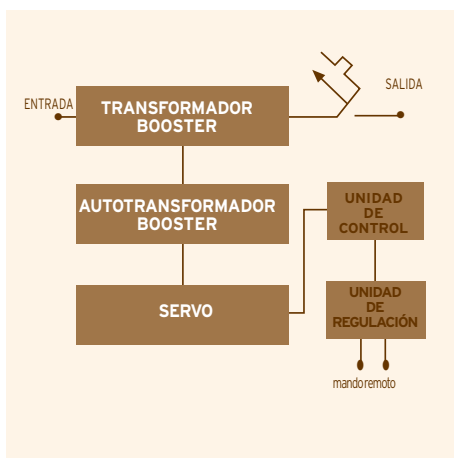 ENTRADA
TRANSFORMADOR
BOOSTER
SALIDA
AUTOTRANSFORMADOR
BOOSTER
UNIDAD
DE
CONTROL
SERVO
UNIDAD
DE
REGULACIÓN
mando remoto